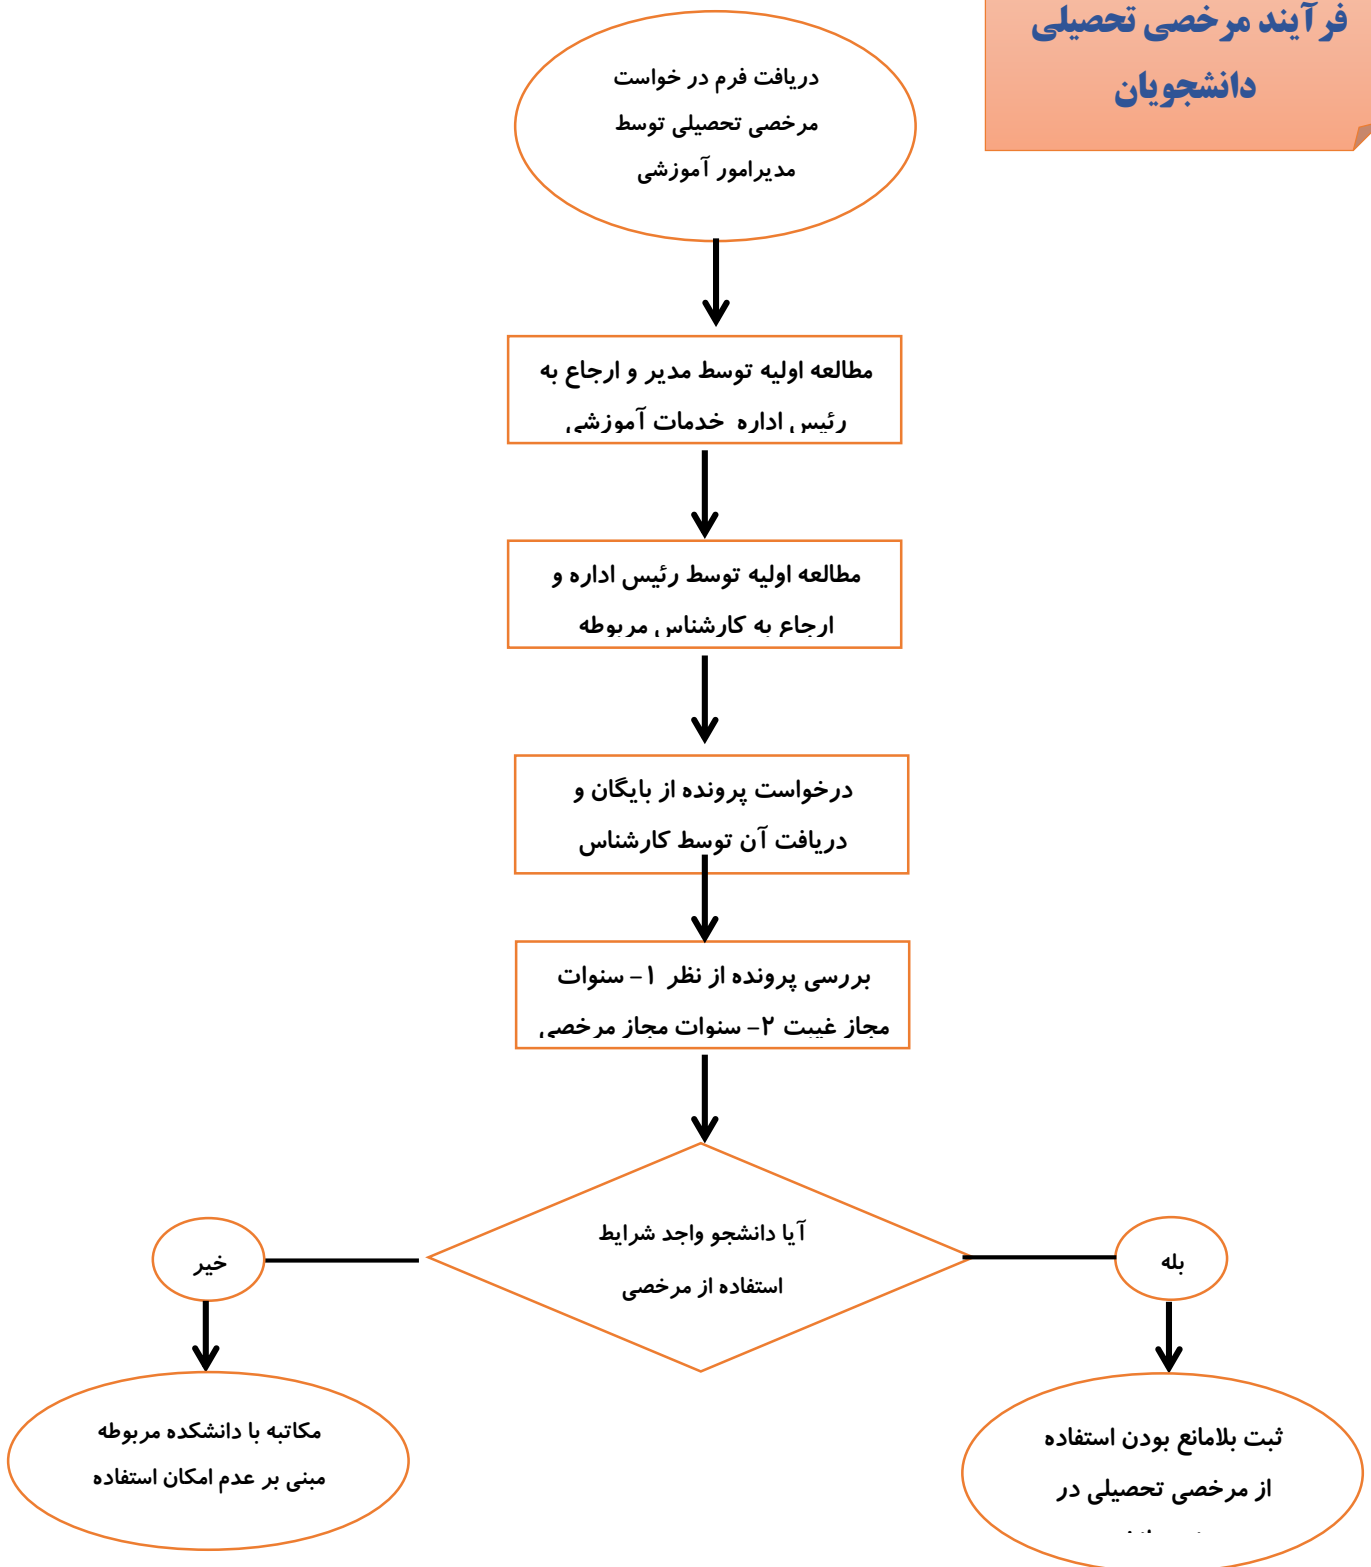 فرآیند مرخصی تحصیلی
دانشجویان
دریافت فرم در خواست
مرخصی تحصیلی توسط
مدیرامور آموزشی
مطالعه اولیه توسط مدیر و ارجاع به
رئیس اداره خدمات آموزشی
مطالعه اولیه توسط رئیس اداره و
ارجاع به کارشناس مربوطه
درخواست پرونده از بایگان و
دریافت آن توسط کارشناس
بررسی پرونده از نظر ۱- سنوات
مجاز غیبت ۲- سنوات مجاز مرخصی
آیا دانشجو واجد شرایط
استفاده از مرخصی
بله
خیر
ثبت بلامانع بودن استفاده
از مرخصی تحصیلی در
مکاتبه با دانشکده مربوطه
مبنی بر عدم امکان استفاده